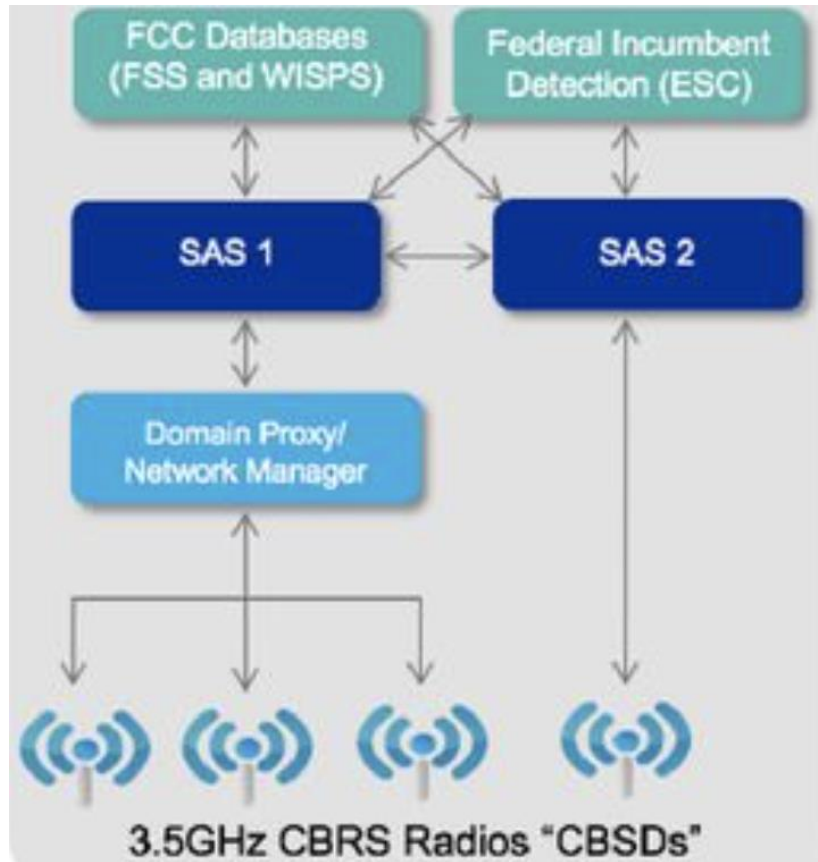 FCC Databases
(FSS and WISPS)
Federal Incumbent
Detection (ESC)
SAS 1
SAS 2
Domain Proxy/
Network Manager
3.5GHz CBRS Radios “CBSDs”